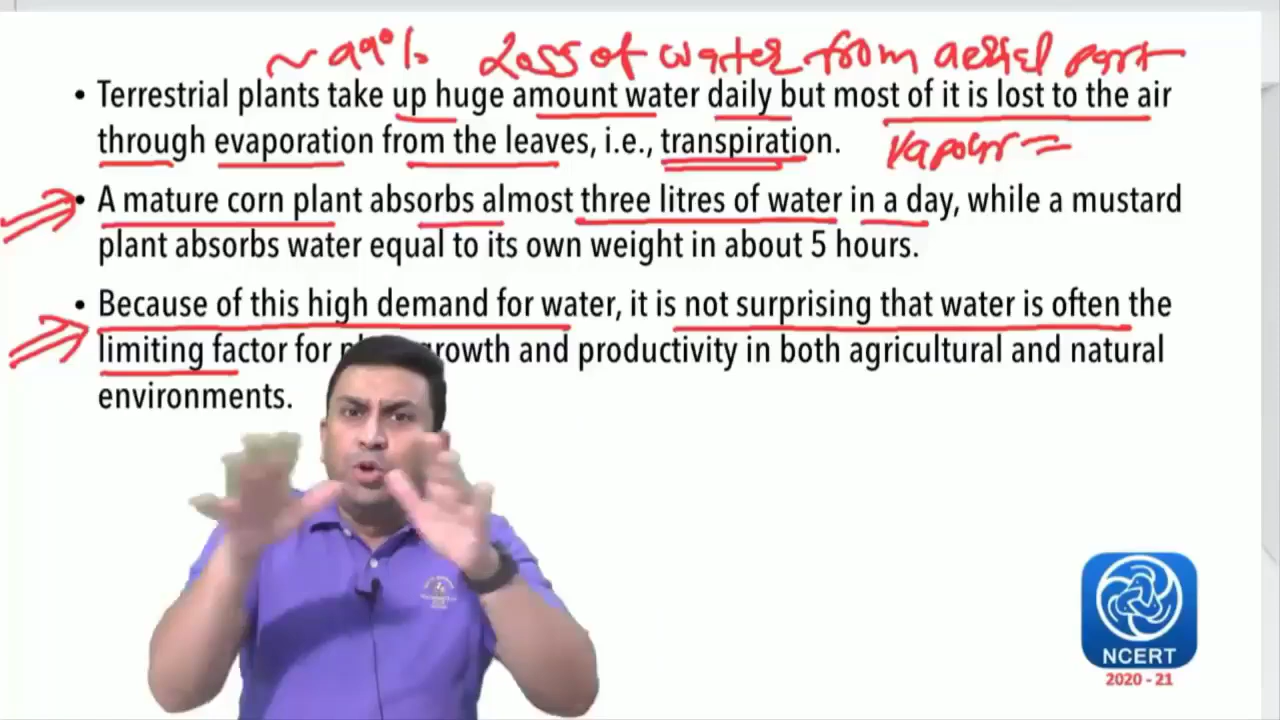 ~99% Loss of water from aerial part
• Terrestrial plants take up huge amount water daily but most of it is lost to the air
through evaporation from the leaves, i.e., transpiration.
vapour =
• A mature corn plant absorbs almost three litres of water in a day, while a mustard
plant absorbs water equal to its own weight in about 5 hours.
• Because of this high demand for water, it is not surprising that water is often the
limiting factor for growth and productivity in both agricultural and natural
environments.
NCERT
2020 - 21